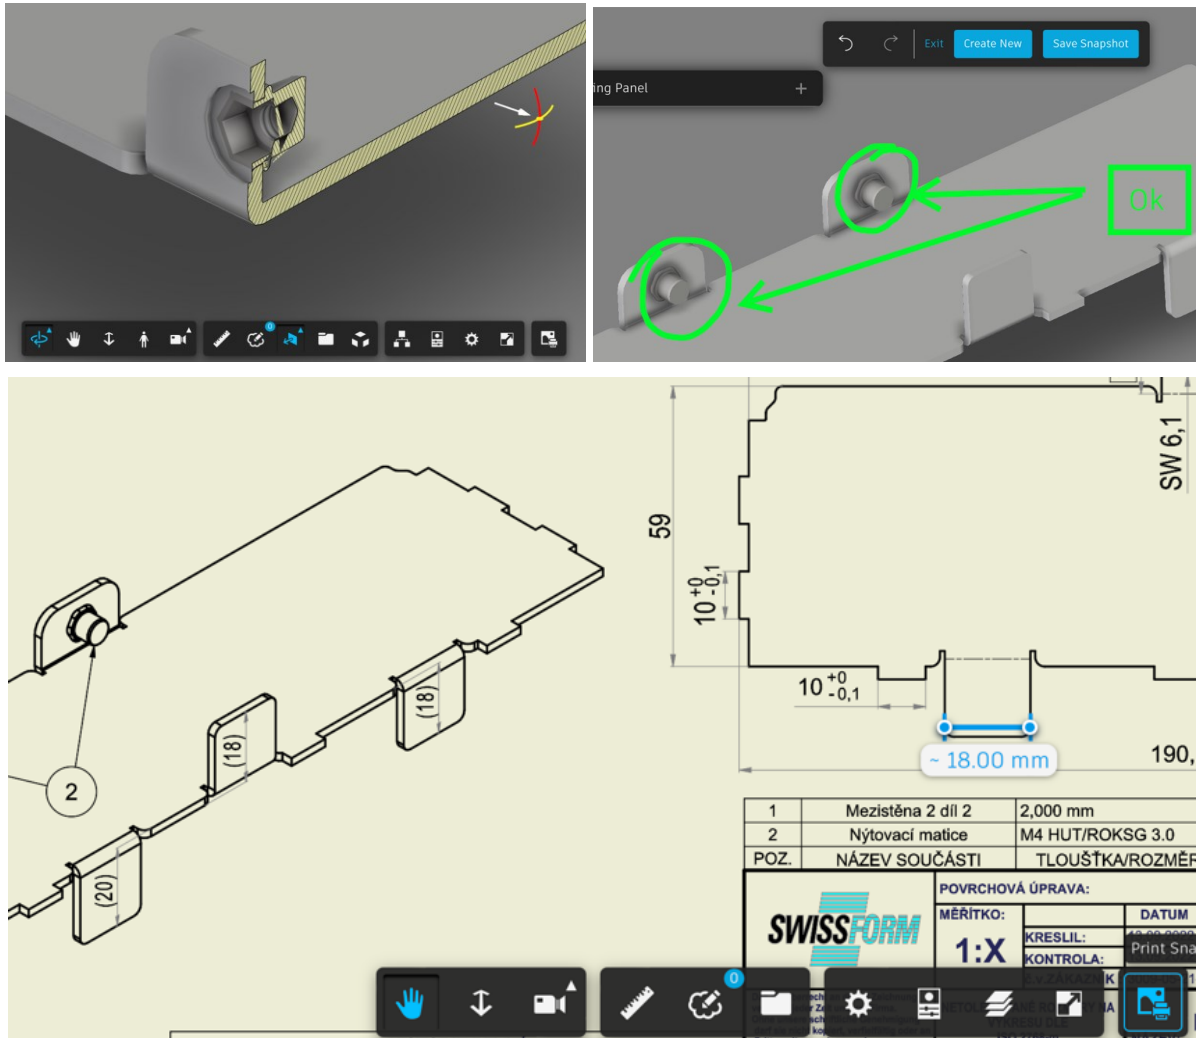 Exit
Create New
Save Snapshot
ing Panel
Ok
0
SW 6,1
59
10 +0 -0,1
10 +0 -0,1
~ 18.00 mm
190,
(18)
(18)
(20)
2
1 Mezistěna 2 díl 2 2,000 mm
2 Nýtovací matice M4 HUT/ROKSG 3.0
POZ. NÁZEV SOUČÁSTI TLOUŠŤKA/ROZMĚR
SWISSFORM
POVRCHOVÁ ÚPRAVA:
MĚŘÍTKO:
1:X
DATUM
KRESLIL:
KONTROLA:
Print Sna
0